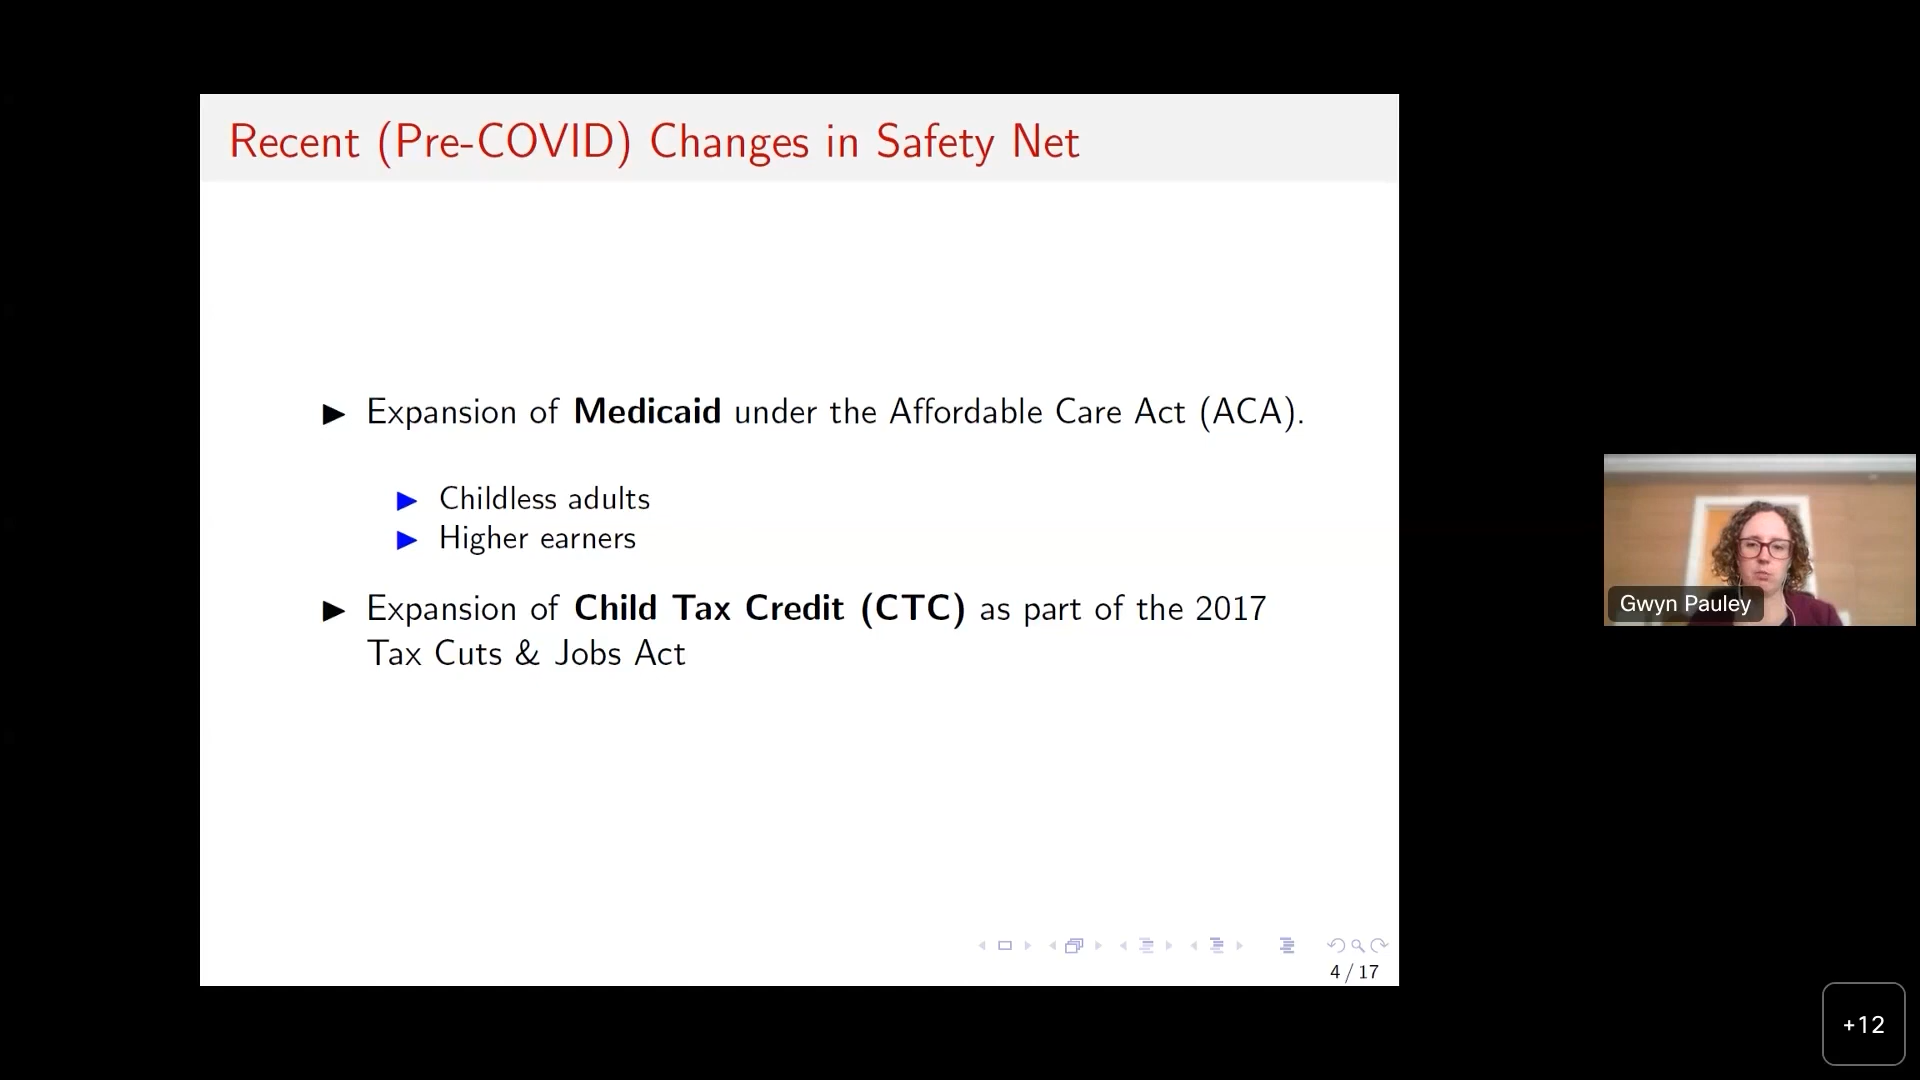 Recent (Pre-COVID) Changes in Safety Net
▶ Expansion of Medicaid under the Affordable Care Act (ACA).
▶ Childless adults
▶ Higher earners
▶ Expansion of Child Tax Credit (CTC) as part of the 2017
Tax Cuts & Jobs Act
4 / 17
Gwyn Pauley
+12